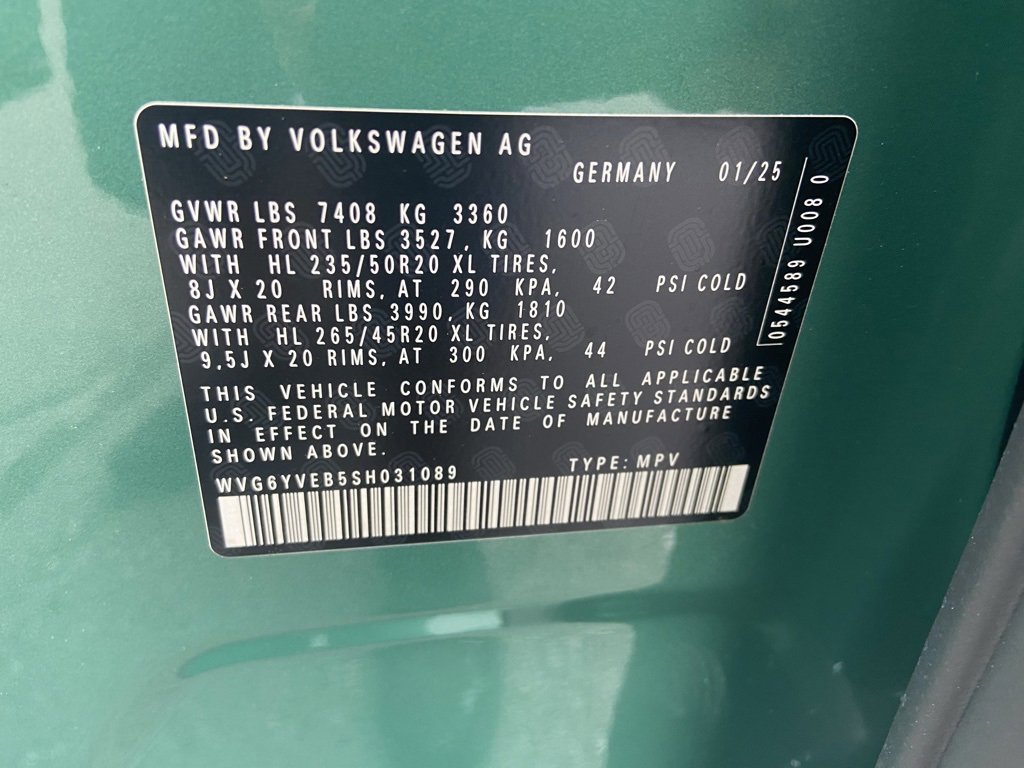 MFD BY VOLKSWAGEN AG
GERMANY 01/25
GVWR LBS 7408 KG 3360
GAWR FRONT LBS 3527, KG 1600
WITH HL 235/50R20 XL TIRES,
8J X 20 RIMS, AT 290 KPA, 42 PSI COLD
GAWR REAR LBS 3990, KG 1810
WITH HL 265/45R20 XL TIRES,
9,5J X 20 RIMS, AT 300 KPA, 44 PSI COLD
THIS VEHICLE CONFORMS TO ALL APPLICABLE
U.S. FEDERAL MOTOR VEHICLE SAFETY STANDARDS
IN EFFECT ON THE DATE OF MANUFACTURE
SHOWN ABOVE.
WVG6YVEB5SH031089 TYPE: MPV
0544589 U008 0